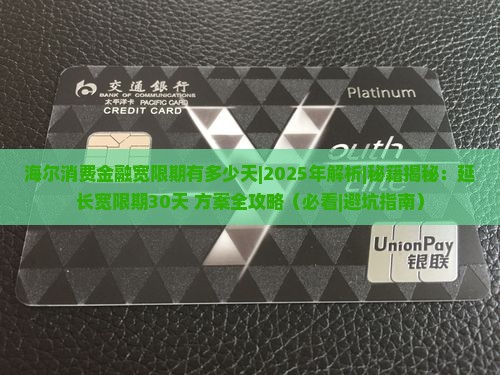 交通銀行
BANK OF COMMUNICATIONS
太平洋卡 PACIFIC CARD
CREDIT CARD
Platinum
outh
海尔消费金融宽限期有多少天|2025年解析|秘籍揭秘：延
长宽限期30天 方案全攻略（必看|避坑指南）
UnionPay
银联